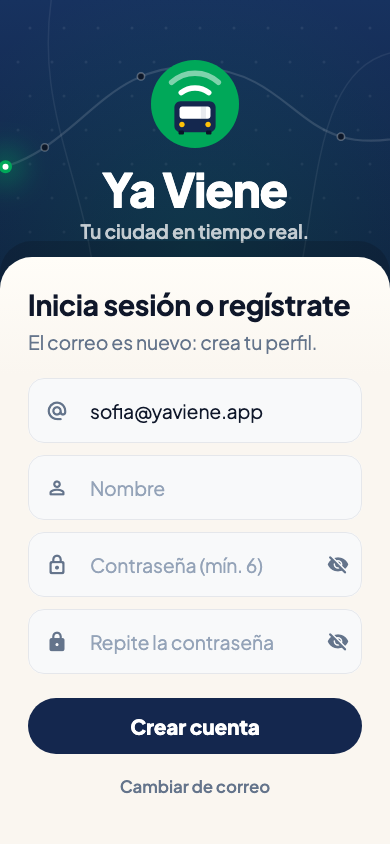 Ya Viene
Tu ciudad en tiempo real.
Inicia sesión o regístrate
El correo es nuevo: crea tu perfil.
sofia@yaviene.app
Nombre
Contraseña (mín. 6)
Repite la contraseña
Crear cuenta
Cambiar de correo